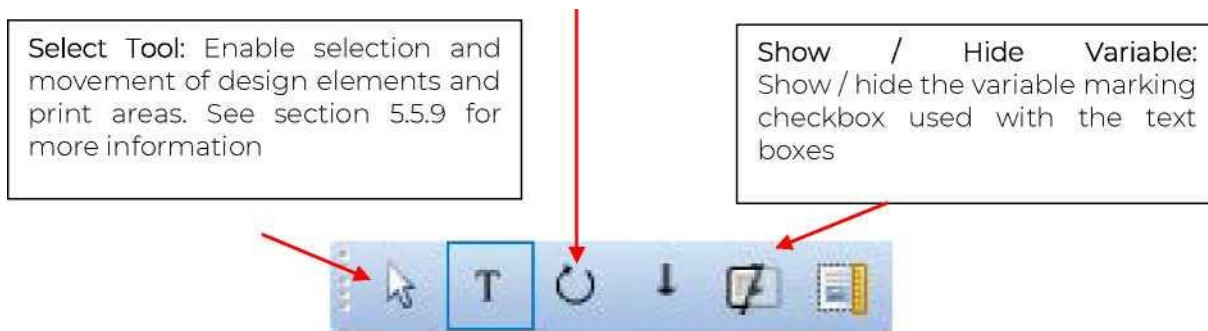 Select Tool: Enable selection and
movement of design elements and
print areas. See section 5.5.9 for
more information
Show / Hide Variable:
Show / hide the variable marking
checkbox used with the text
boxes
T